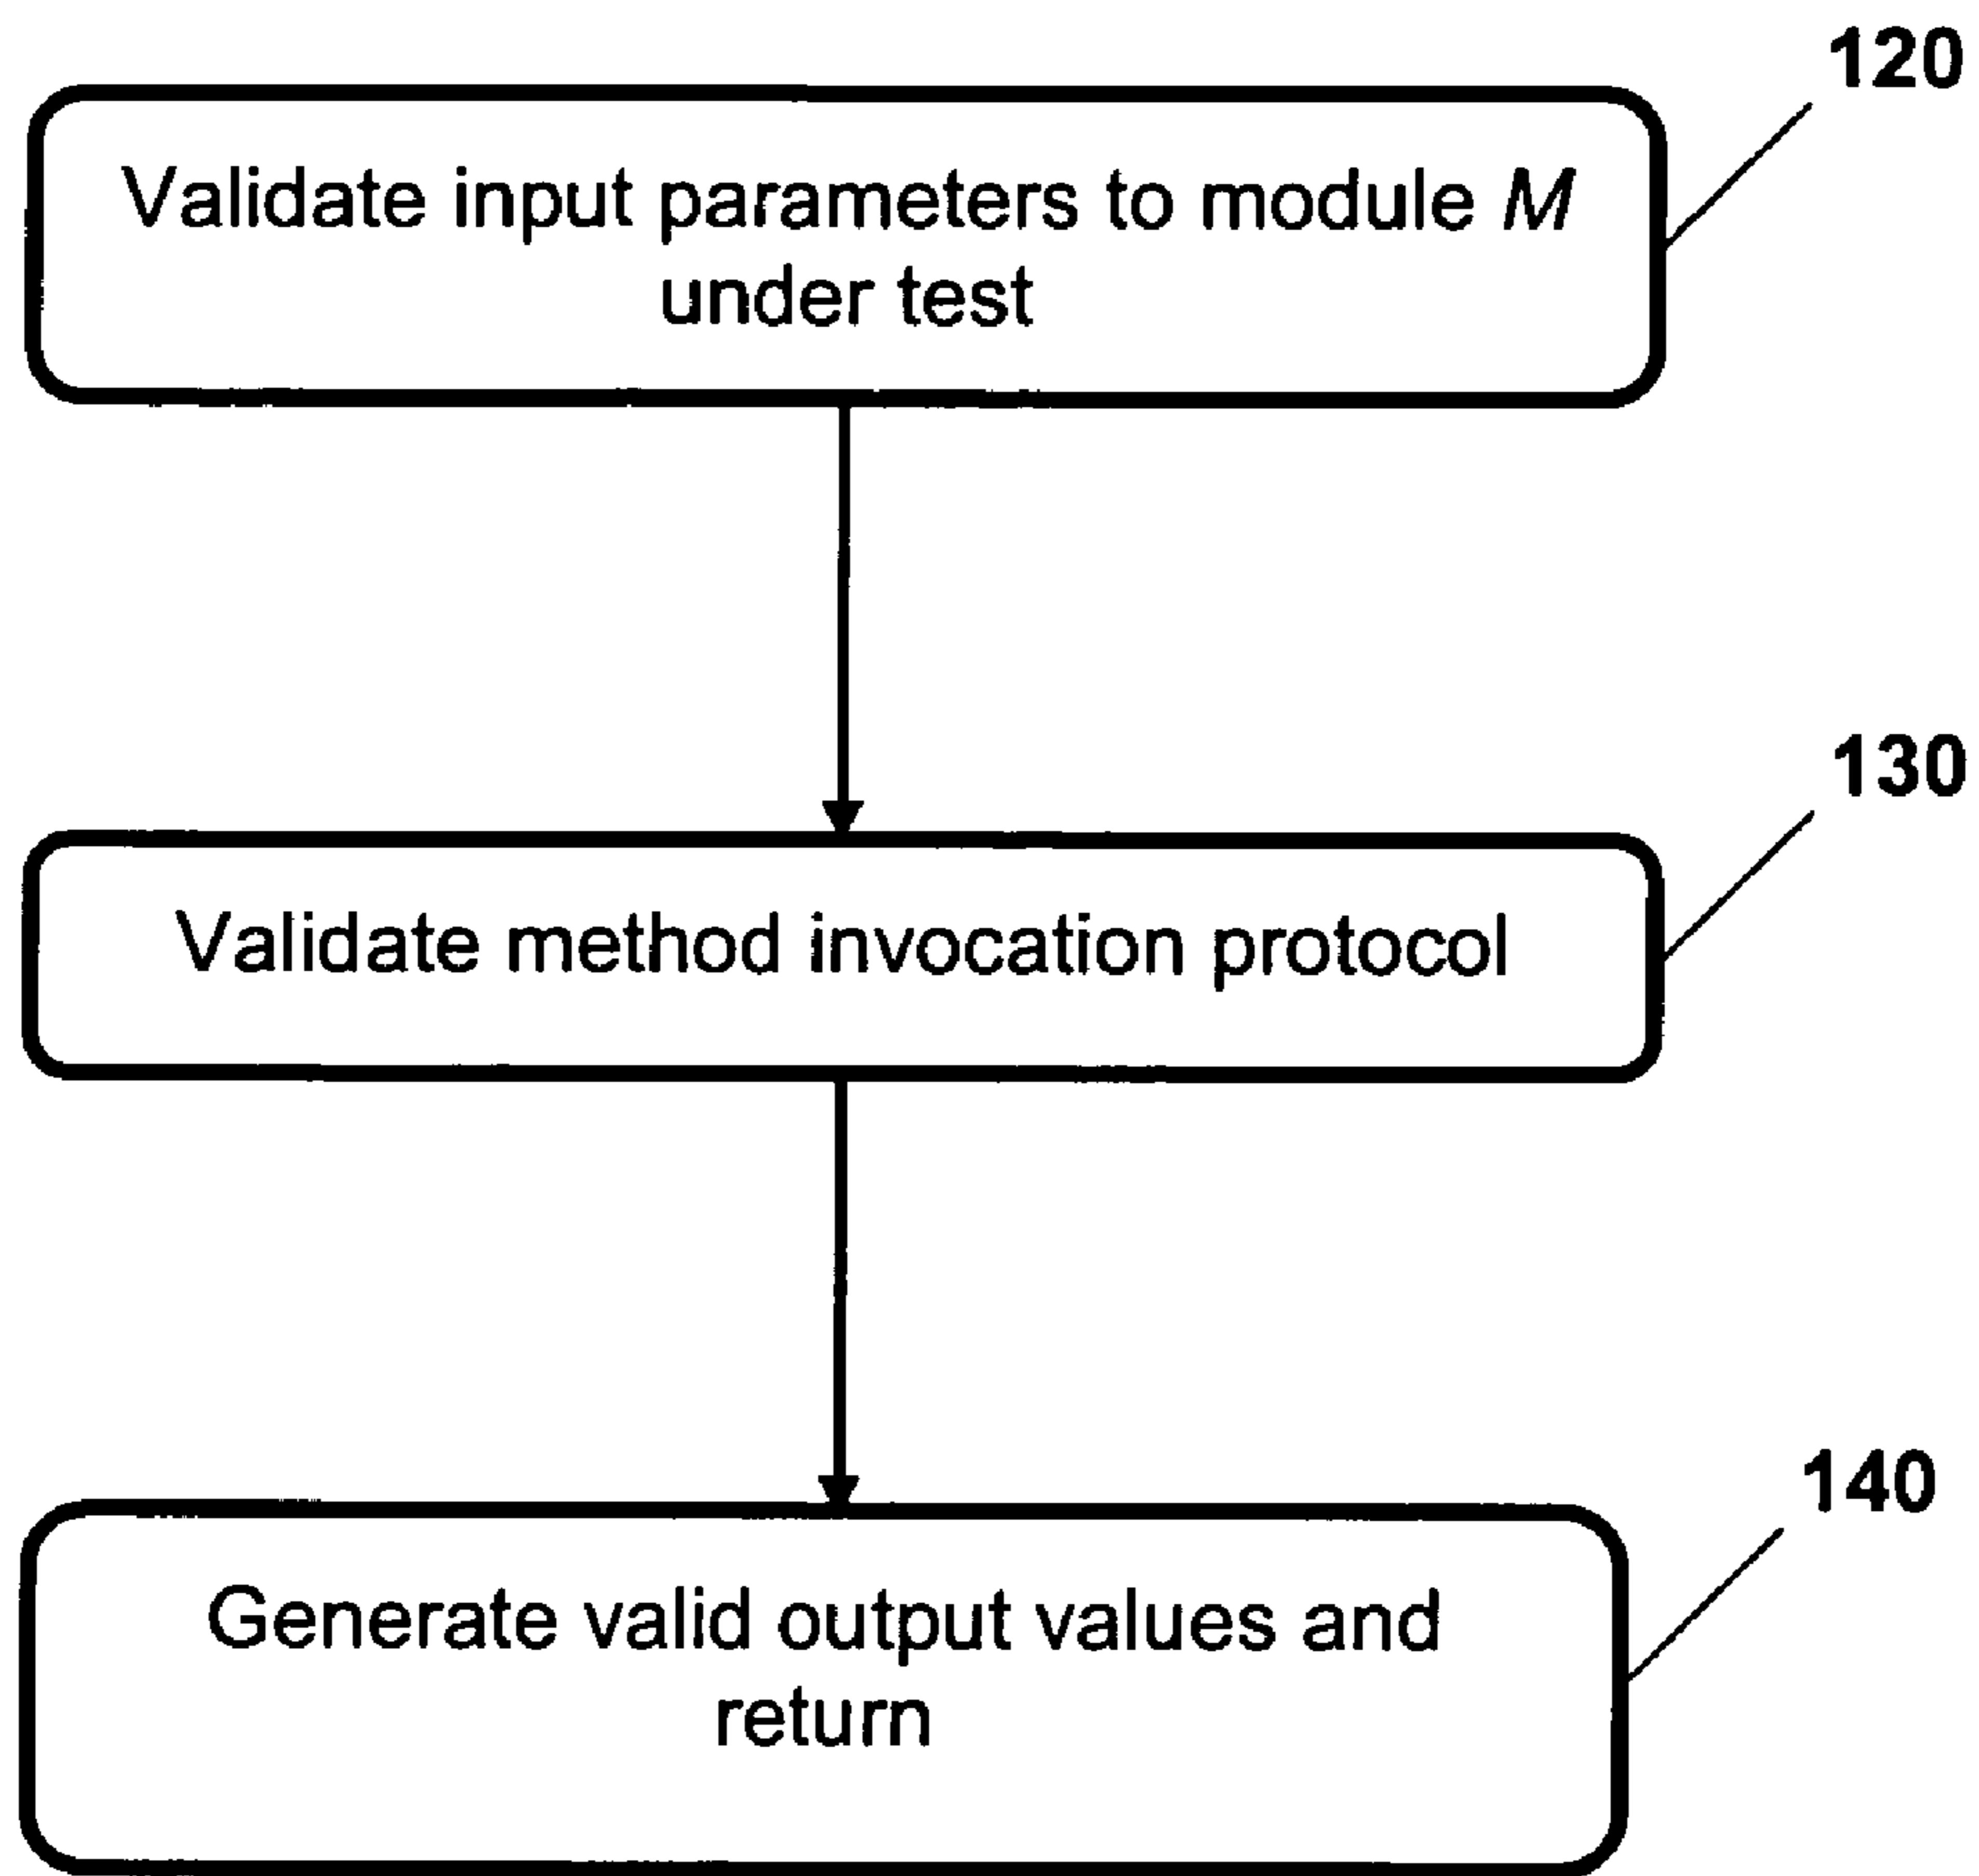 120
Validate input parameters to module M
under test
130
Validate method invocation protocol
140
Generate valid output values and
return